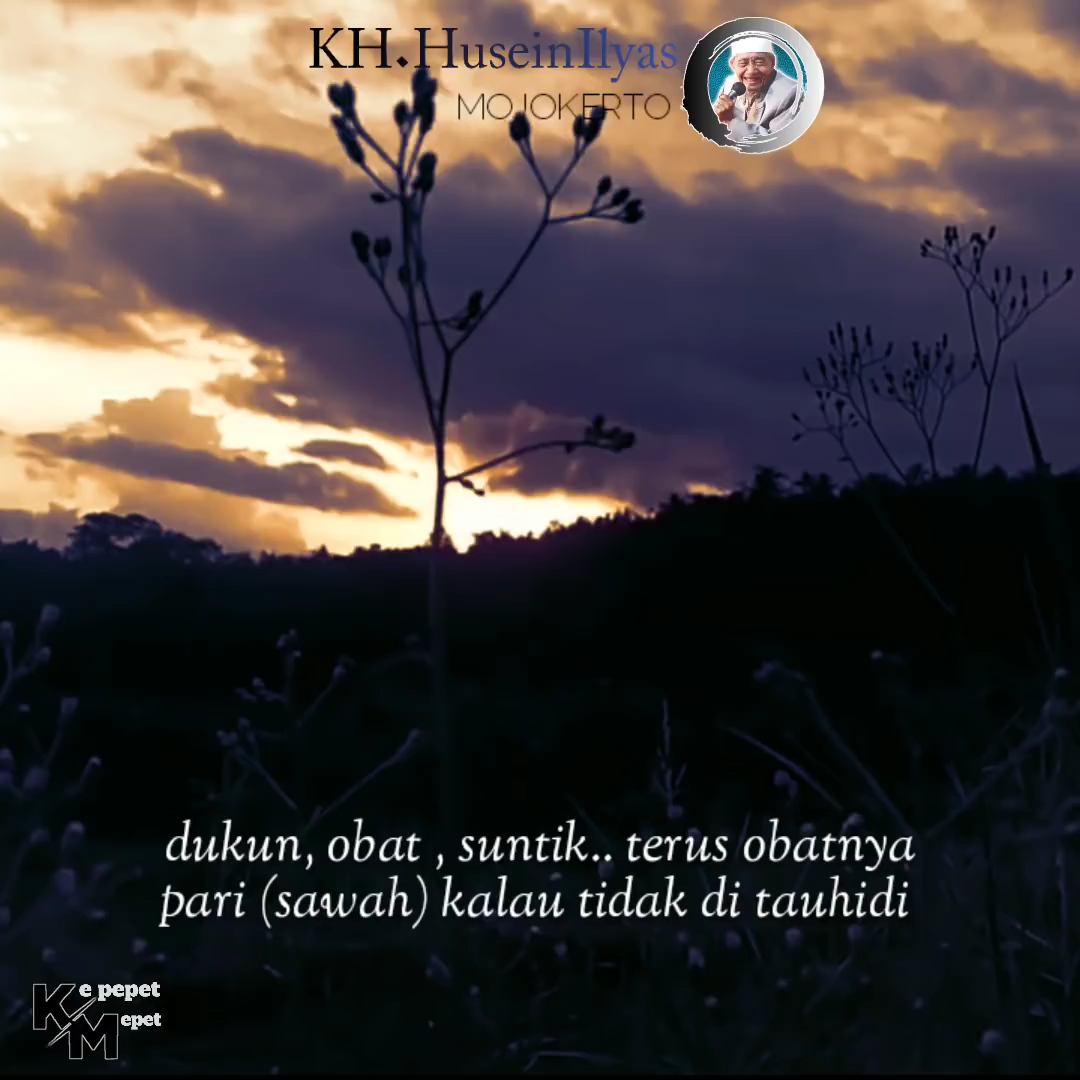 KH.HuseinIlyas
MOJOKERTO
dukun, obat , suntik.. terus obatnya
pari (sawah) kalau tidak di tauhidi
Ke pepet
Mepet